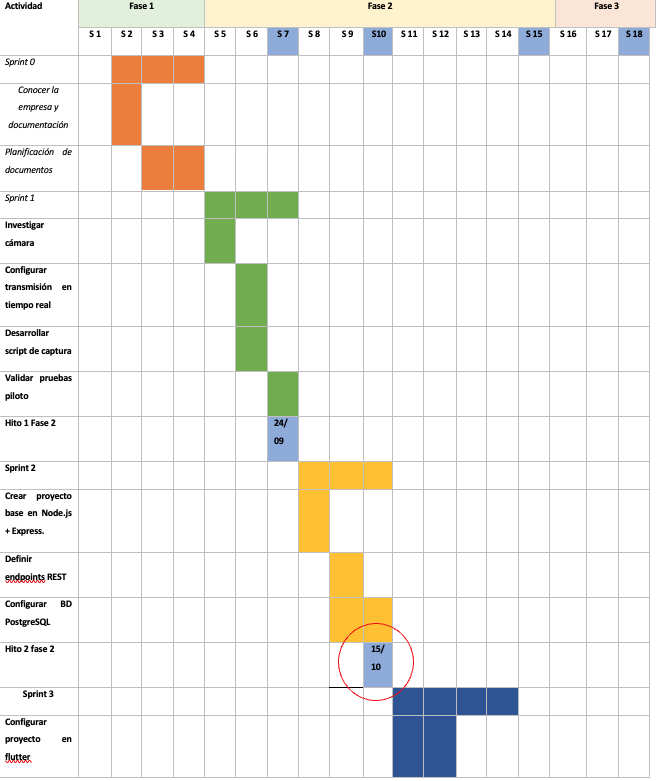 Actividad Fase 1 Fase 2 Fase 3
S 1 S 2 S 3 S 4 S 5 S 6 S 7 S 8 S 9 S10 S 11 S 12 S 13 S 14 S 15 S 16 S 17 S 18
Sprint 0
Conocer la
empresa y
documentación
Planificación de
documentos
Sprint 1
Investigar
cámara
Configurar
transmisión en
tiempo real
Desarrollar
script de captura
Validar pruebas
piloto
Hito 1 Fase 2 24/
09
Sprint 2
Crear proyecto
base en Node.js
+ Express.
Definir
endpoints REST
Configurar BD
PostgreSQL
Hito 2 fase 2 15/
10
Sprint 3
Configurar
proyecto en
flutter